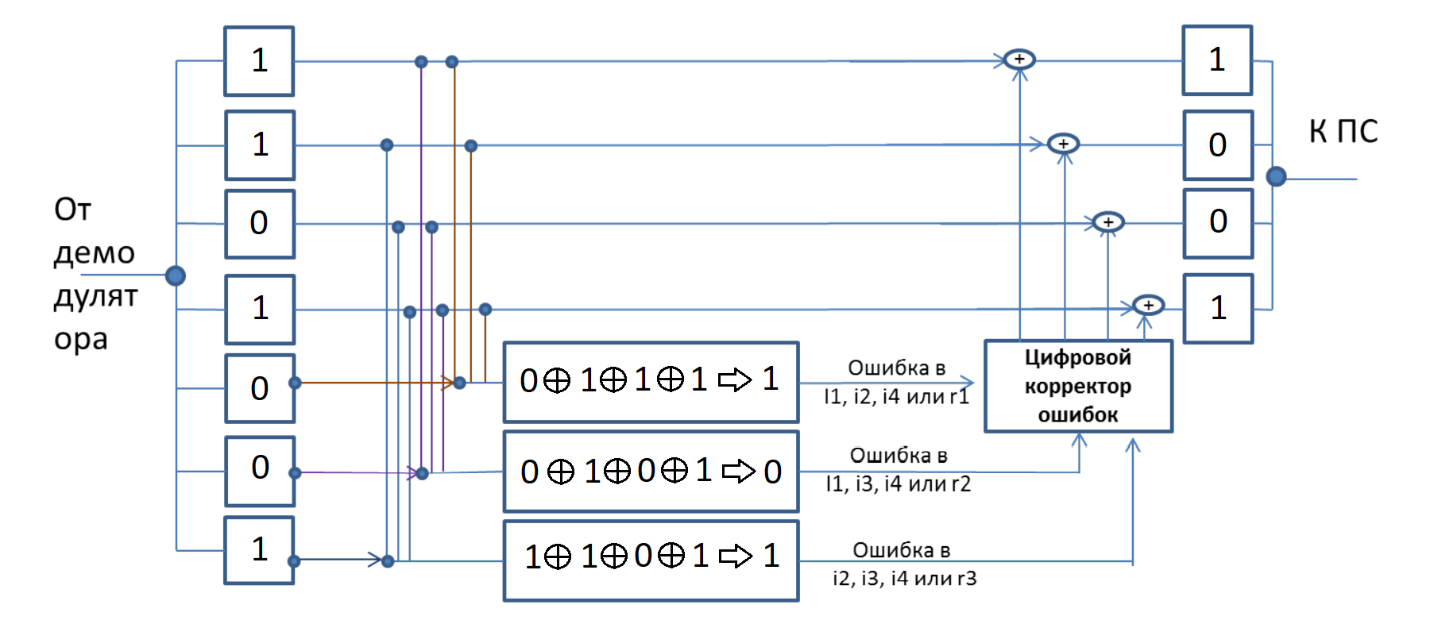 От
демо
дулят
ора
1
1
0
1
0
0
1
0 ⊕ 1 ⊕ 1 ⊕ 1 ⇨ 1
0 ⊕ 1 ⊕ 0 ⊕ 1 ⇨ 0
1 ⊕ 1 ⊕ 0 ⊕ 1 ⇨ 1
Ошибка в
I1, i2, i4 или r1
Ошибка в
I1, i3, i4 или r2
Ошибка в
i2, i3, i4 или r3
+
+
+
+
Цифровой
корректор
ошибок
1
0
0
1
К ПС